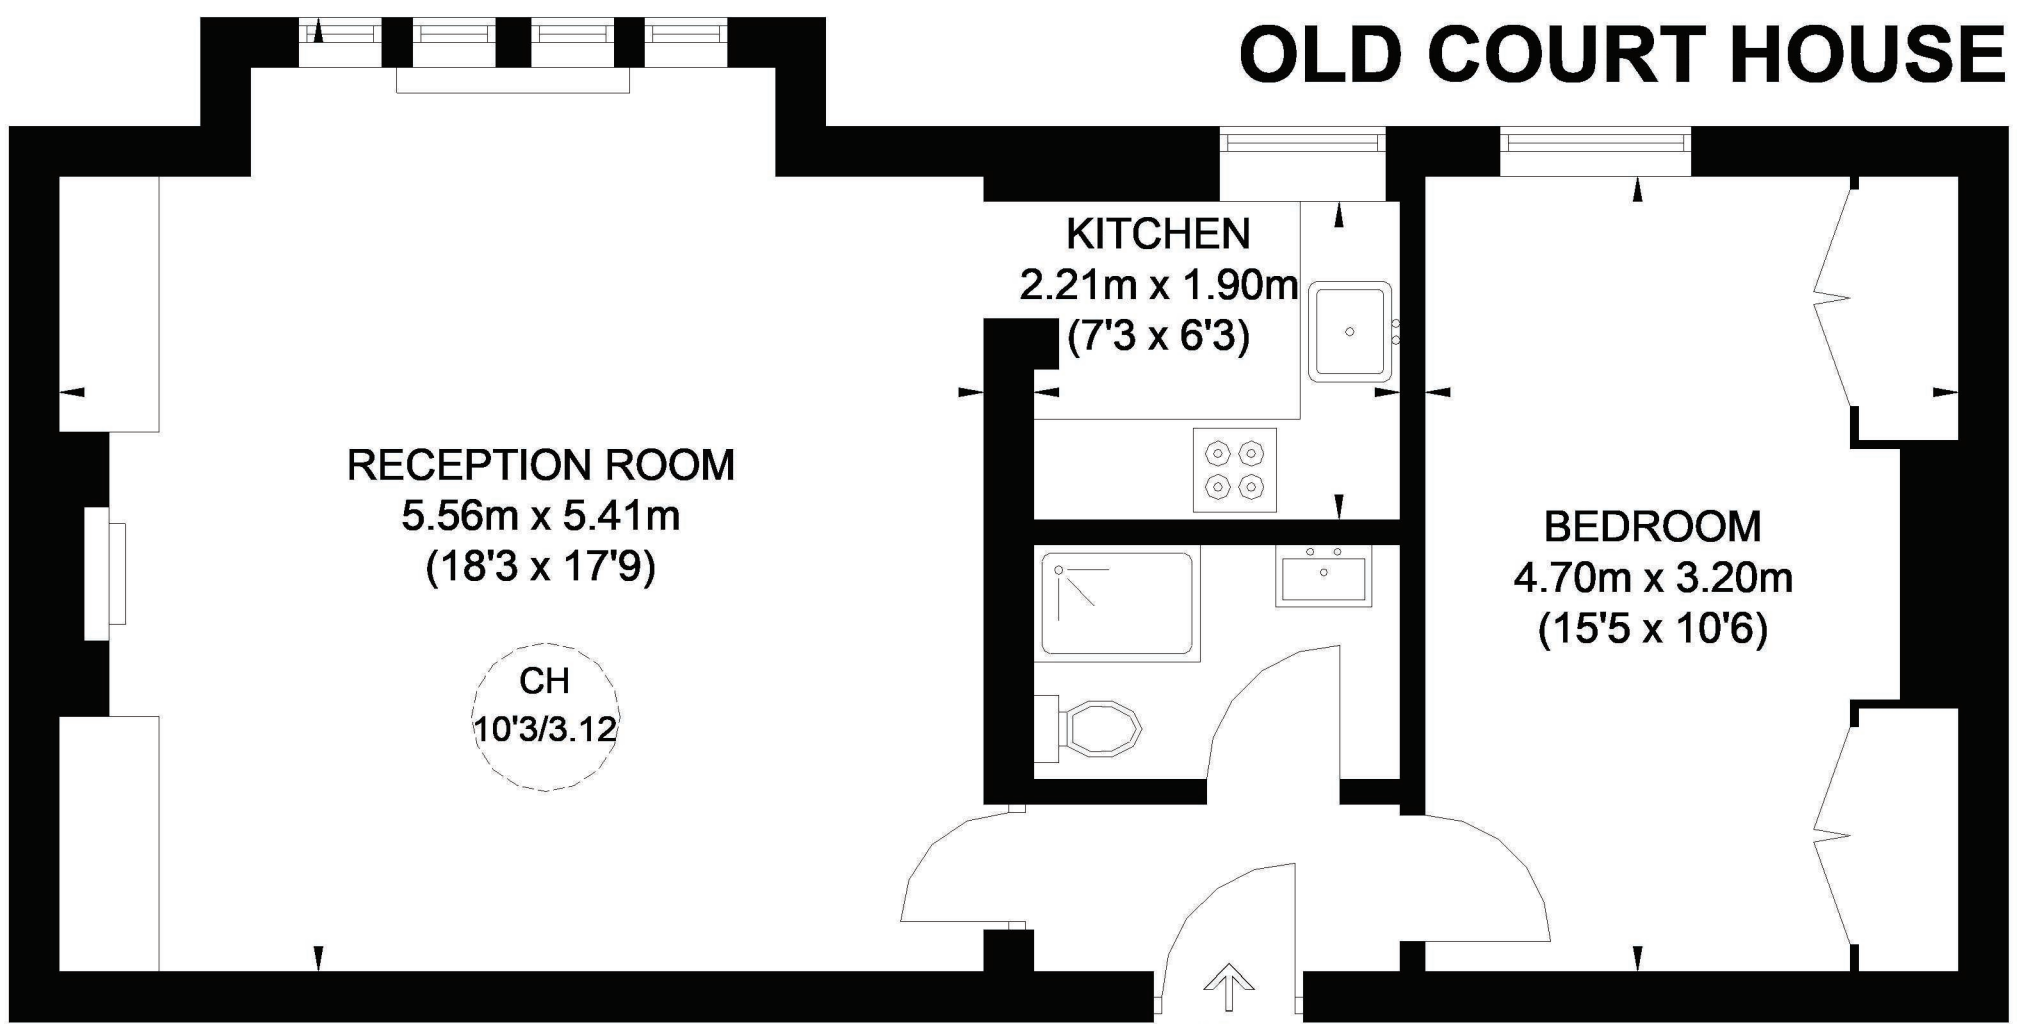 OLD COURT HOUSE
KITCHEN
2.21m x 1.90m
(7'3 x 6'3)
RECEPTION ROOM
5.56m x 5.41m
(18'3 x 17'9)
BEDROOM
4.70m x 3.20m
(15'5 x 10'6)
CH
10'3/3.12